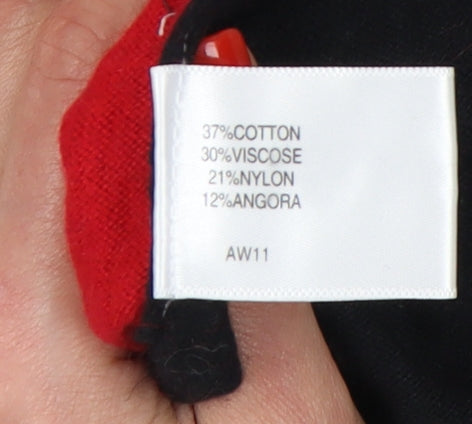 37%COTTON
30%VISCOSE
21%NYLON
12%ANGORA
AW11